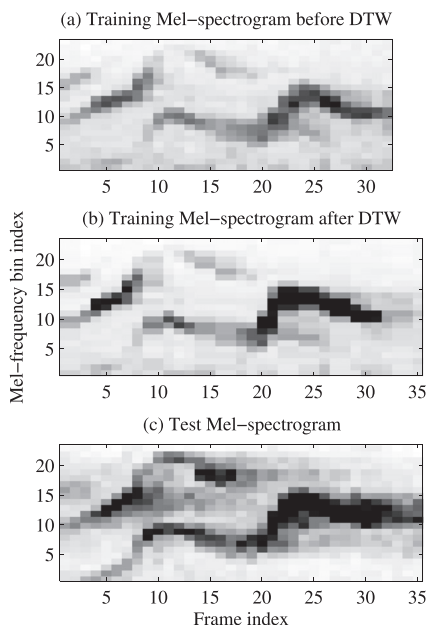 (a) Training Mel−spectrogram before DTW
20
15
10
5
5 10 15 20 25 30
(b) Training Mel−spectrogram after DTW
20
15
10
5
5 10 15 20 25 30 35
Mel−frequency bin index
(c) Test Mel−spectrogram
20
15
10
5
5 10 15 20 25 30 35
Frame index